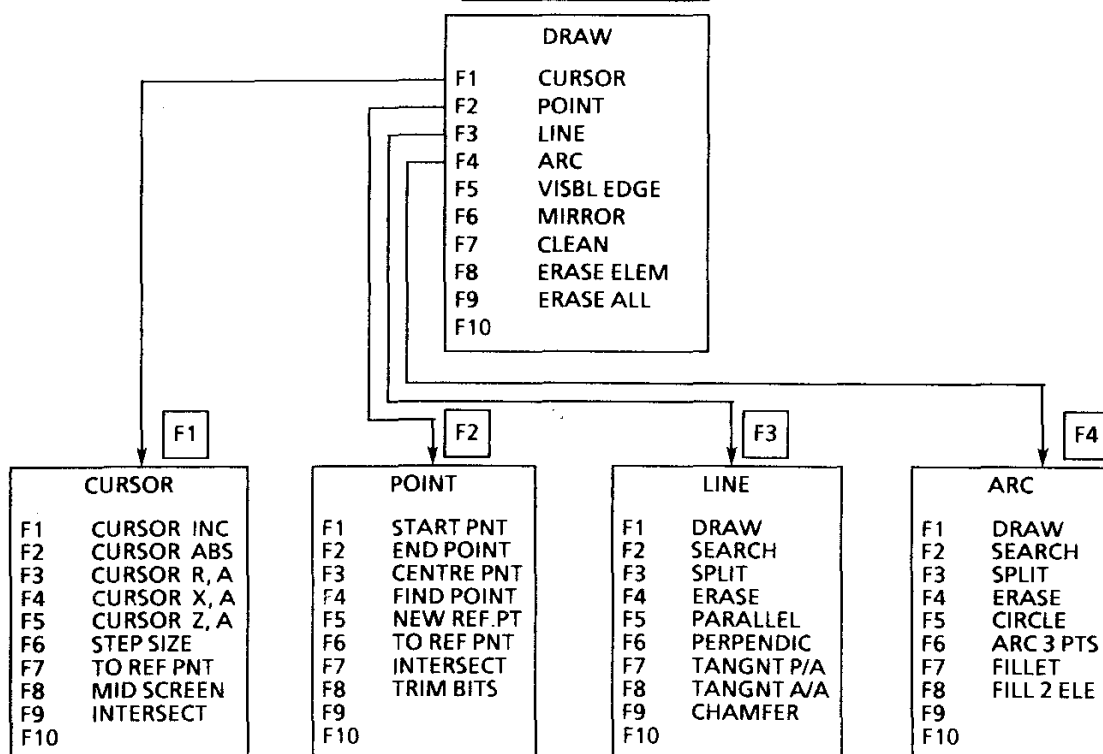 DRAW
F1 CURSOR
F2 POINT
F3 LINE
F4 ARC
F5 VISBL EDGE
F6 MIRROR
F7 CLEAN
F8 ERASE ELEM
F9 ERASE ALL
F10
F1
F2
F3
F4
CURSOR
F1 CURSOR INC
F2 CURSOR ABS
F3 CURSOR R, A
F4 CURSOR X, A
F5 CURSOR Z, A
F6 STEP SIZE
F7 TO REF PNT
F8 MID SCREEN
F9 INTERSECT
F10
POINT
F1 START PNT
F2 END POINT
F3 CENTRE PNT
F4 FIND POINT
F5 NEW REF.PT
F6 TO REF PNT
F7 INTERSECT
F8 TRIM BITS
F9
F10
LINE
F1 DRAW
F2 SEARCH
F3 SPLIT
F4 ERASE
F5 PARALLEL
F6 PERPENDIC
F7 TANGNT P/A
F8 TANGNT A/A
F9 CHAMFER
F10
ARC
F1 DRAW
F2 SEARCH
F3 SPLIT
F4 ERASE
F5 CIRCLE
F6 ARC 3 PTS
F7 FILLET
F8 FILL 2 ELE
F9
F10